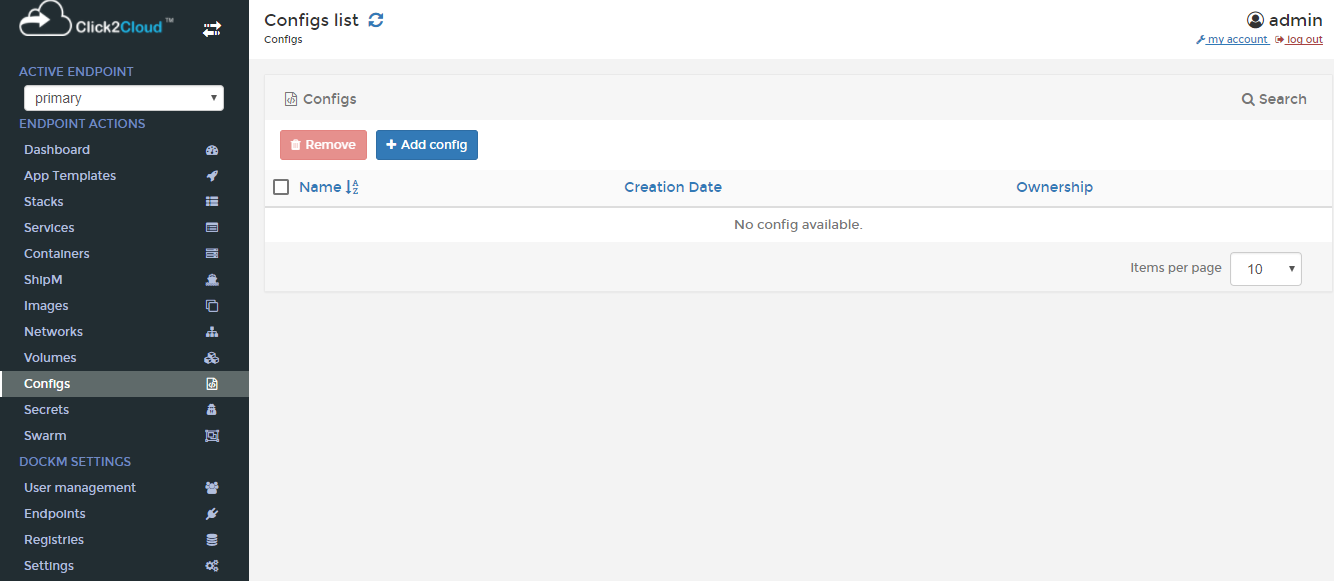 Click2Cloud™
ACTIVE ENDPOINT
primary
ENDPOINT ACTIONS
Dashboard
App Templates
Stacks
Services
Containers
ShipM
Images
Networks
Volumes
Configs
Secrets
Swarm
DOCKM SETTINGS
User management
Endpoints
Registries
Settings
Configs list
Configs
admin
my account log out
Configs
Search
Remove Add config
Name Creation Date Ownership
No config available.
Items per page 10